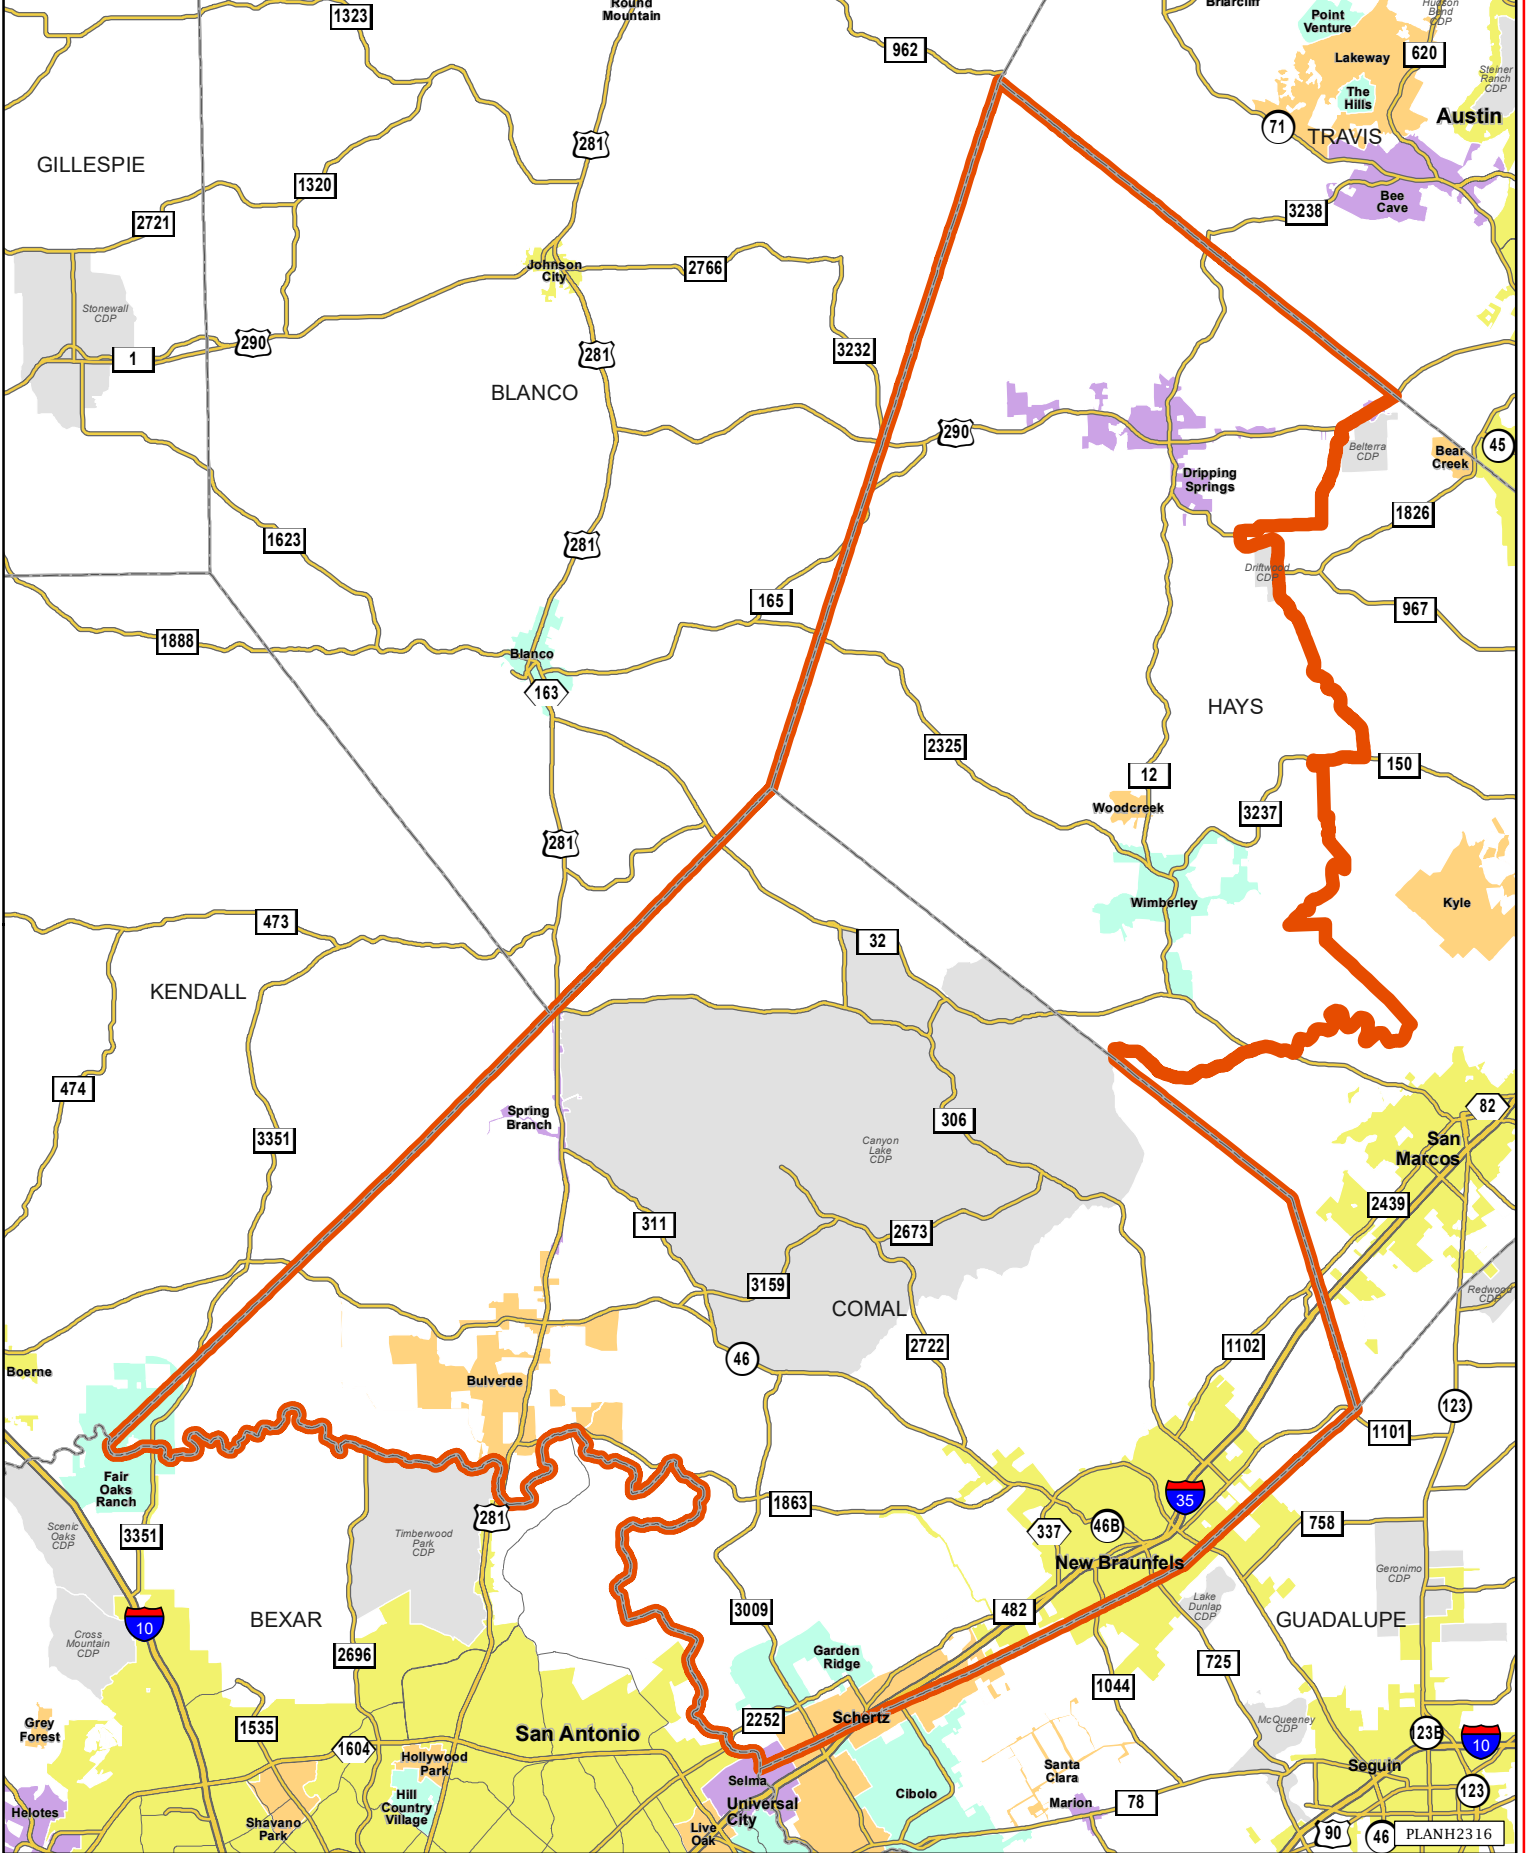 1323
Round
Mountain
962
Briarcliff
Point
Venture
Hudson
Bend
CDP
620
Lakeway
Steiner
Ranch
CDP
The
Hills
Austin
71
TRAVIS
281
GILLESPIE
1320
2721
Bee
Cave
3238
Johnson
City
2766
Stonewall
CDP
290
1
281
3232
BLANCO
290
Belterra
CDP
Bear
Creek
45
Dripping
Springs
1826
1623
281
Driftwood
CDP
165
967
1888
Blanco
163
HAYS
2325
150
12
Woodcreek
3237
281
Wimberley
Kyle
473
32
KENDALL
474
306
82
Spring
Branch
3351
Canyon
Lake
CDP
San
Marcos
2439
311
2673
3159
Redwood
CDP
COMAL
2722
1102
46
Boerne
Bulverde
123
1101
Fair
Oaks
Ranch
35
1863
281
337
46B
758
Scenic
Oaks
CDP
3351
Timberwood
Park
CDP
New Braunfels
Geronimo
CDP
Lake
Dunlap
CDP
3009
482
10
BEXAR
GUADALUPE
Cross
Mountain
CDP
2696
Garden
Ridge
725
1044
Grey
Forest
1535
San Antonio
2252
Schertz
McQueeney
CDP
123B
10
1604
Hollywood
Park
Santa
Clara
Seguin
Selma
Hill
Country
Village
Cibolo
123
Helotes
Universal
City
Marion
78
Shavano
Park
Live
Oak
90
46
PLANH2316